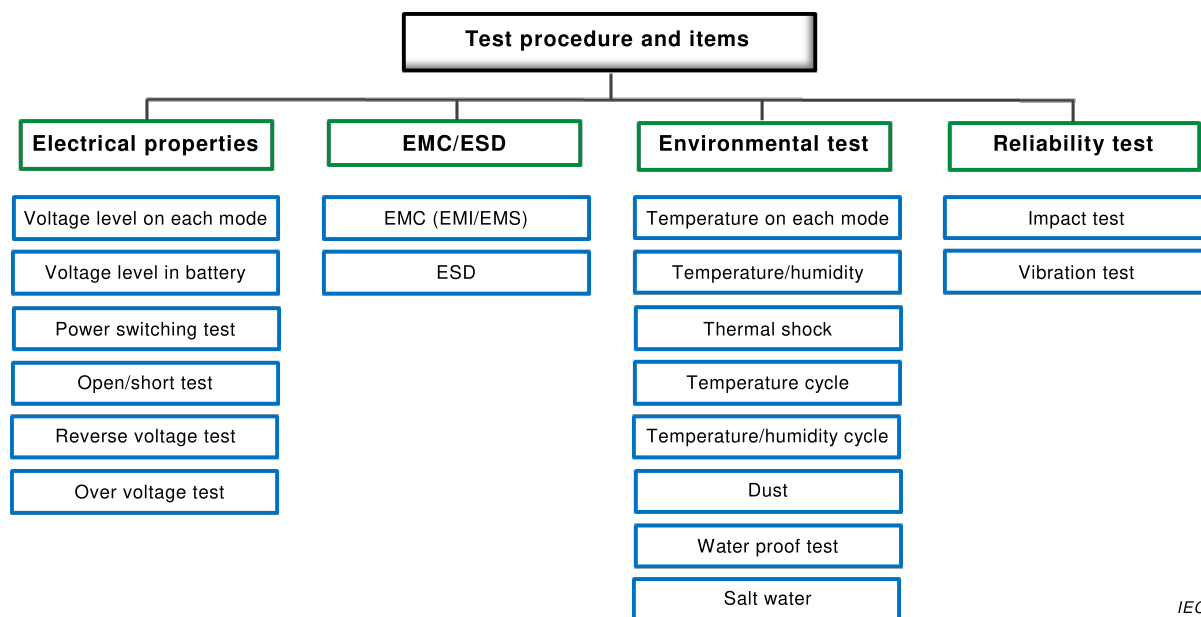 Test procedure and items
Electrical properties
EMC/ESD
Environmental test
Reliability test
Voltage level on each mode
Voltage level in battery
Power switching test
Open/short test
Reverse voltage test
Over voltage test
EMC (EMI/EMS)
ESD
Temperature on each mode
Temperature/humidity
Thermal shock
Temperature cycle
Temperature/humidity cycle
Dust
Water proof test
Salt water
Impact test
Vibration test
IEC